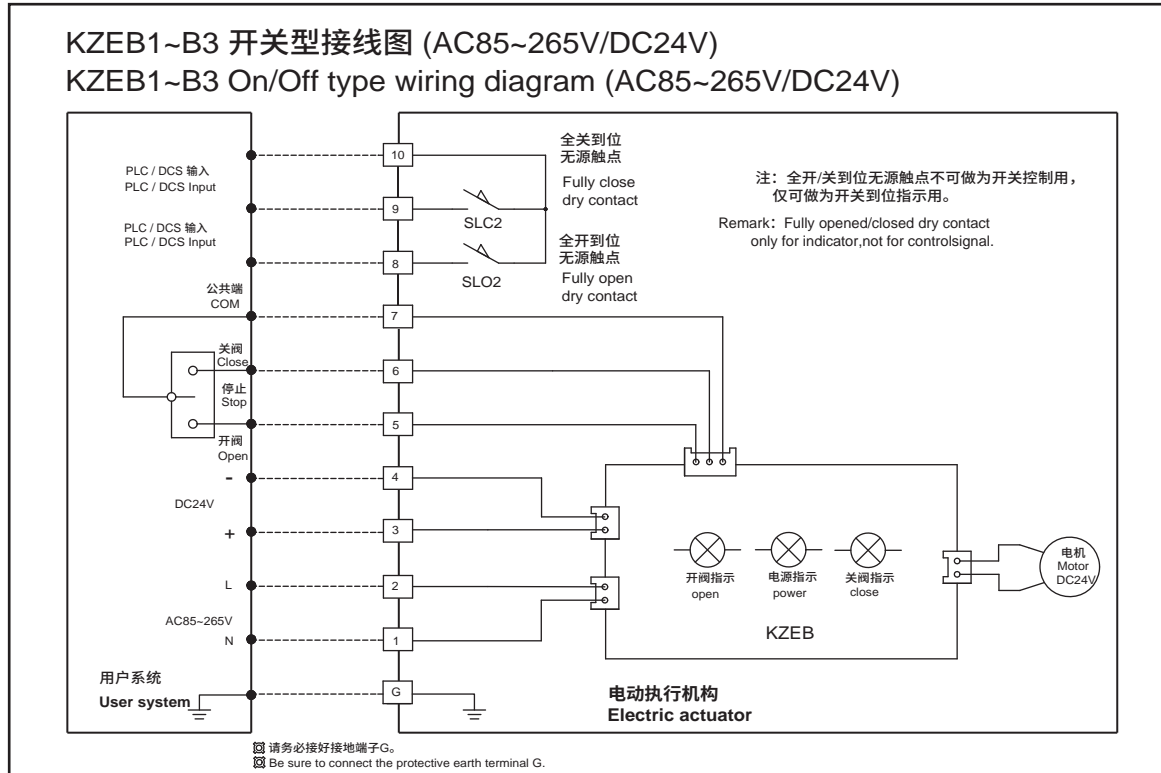 KZEB1~B3 开关型接线图 (AC85~265V/DC24V)
KZEB1~B3 On/Off type wiring diagram (AC85~265V/DC24V)
PLC / DCS 输入
PLC / DCS Input
PLC / DCS 输入
PLC / DCS Input
公共端
COM
关阀
Close
停止
Stop
开阀
Open
-
DC24V
+
L
AC85~265V
N
用户系统
User system
10
9
8
7
6
5
4
3
2
1
G
全关到位
无源触点
Fully close
dry contact
SLC2
全开到位
无源触点
Fully open
dry contact
SLO2
注：全开/关到位无源触点不可做为开关控制用，
仅可做为开关到位指示用。
Remark：Fully opened/closed dry contact
only for indicator,not for controlsignal.
开阀指示
open
电源指示
power
关阀指示
close
KZEB
电机
Motor
DC24V
电动执行机构
Electric actuator
请务必接好接地端子G。
Be sure to connect the protective earth terminal G.